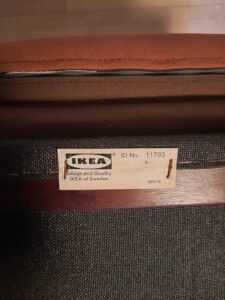 IKEA® ID No. 11793
Design and Quality
IKEA of Sweden